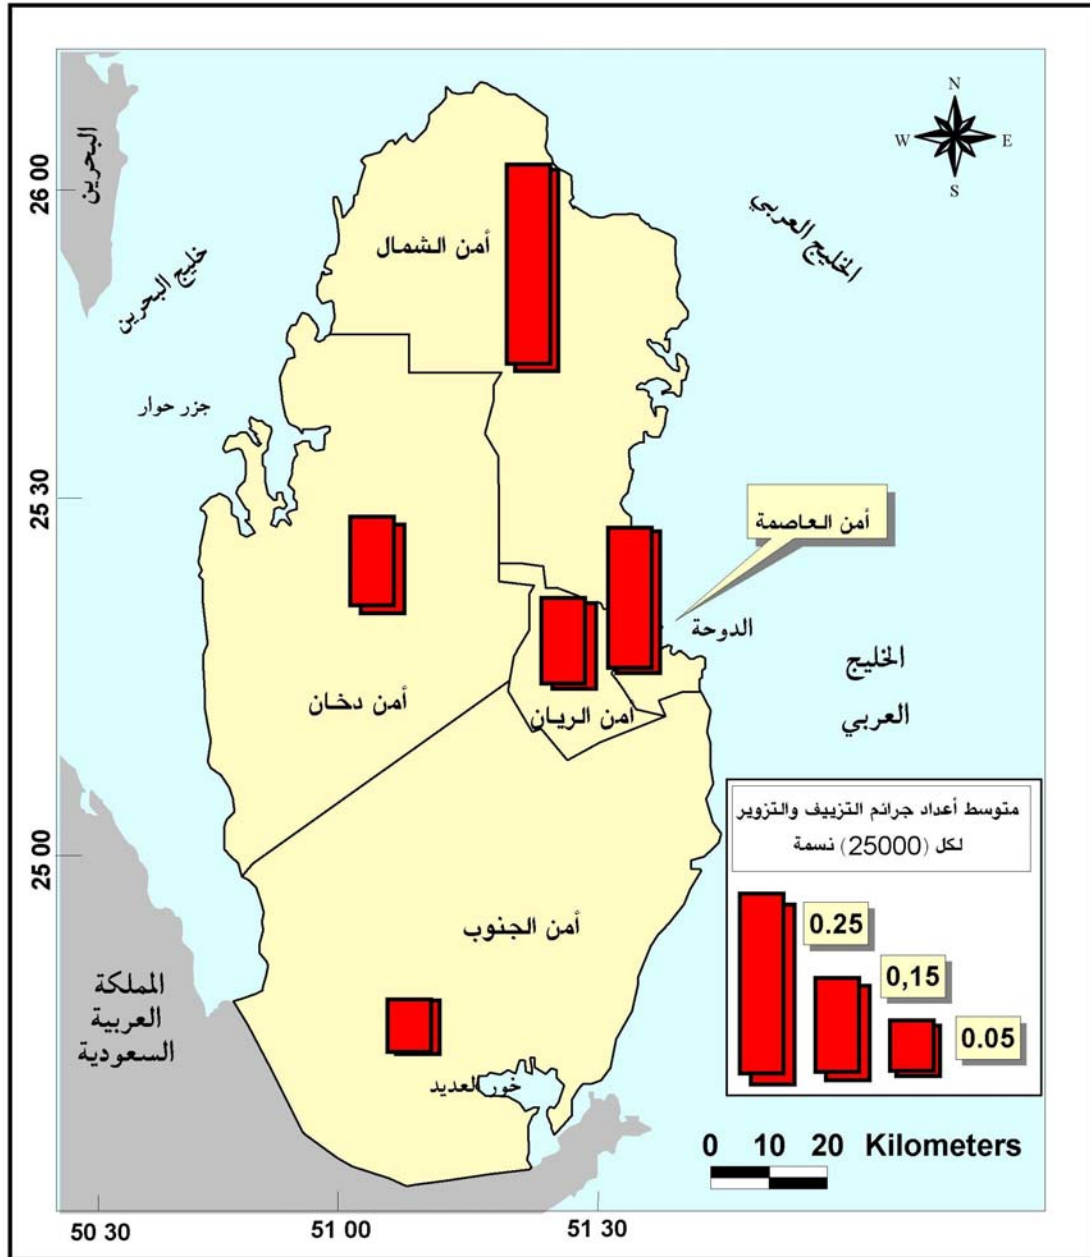 N
W
E
S
البحرين
خليج البحرين
الخليج العربي
أمن الشمال
جزر حوار
أمن العاصمة
الدوحة
الخليج
العربي
أمن دخان
أمن الريان
أمن الجنوب
المملكة
العربية
السعودية
خور العديد
متوسط أعداد جرائم التزييف والتزوير
لكل (25000) نسمة
0.25
0,15
0.05
0 10 20 Kilometers
26 00
25 30
25 00
50 30
51 00
51 30